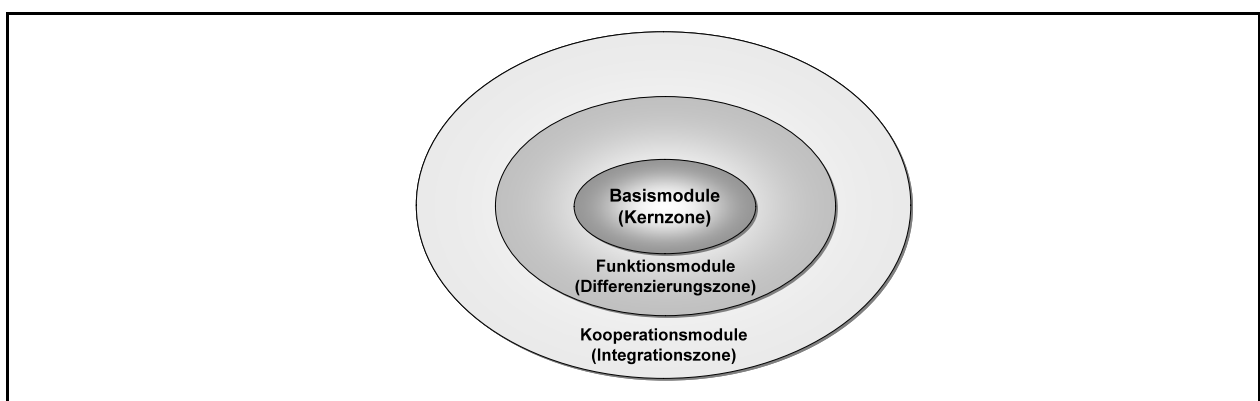 Basismodule
(Kernzone)
Funktionsmodule
(Differenzierungszone)
Kooperationsmodule
(Integrationszone)